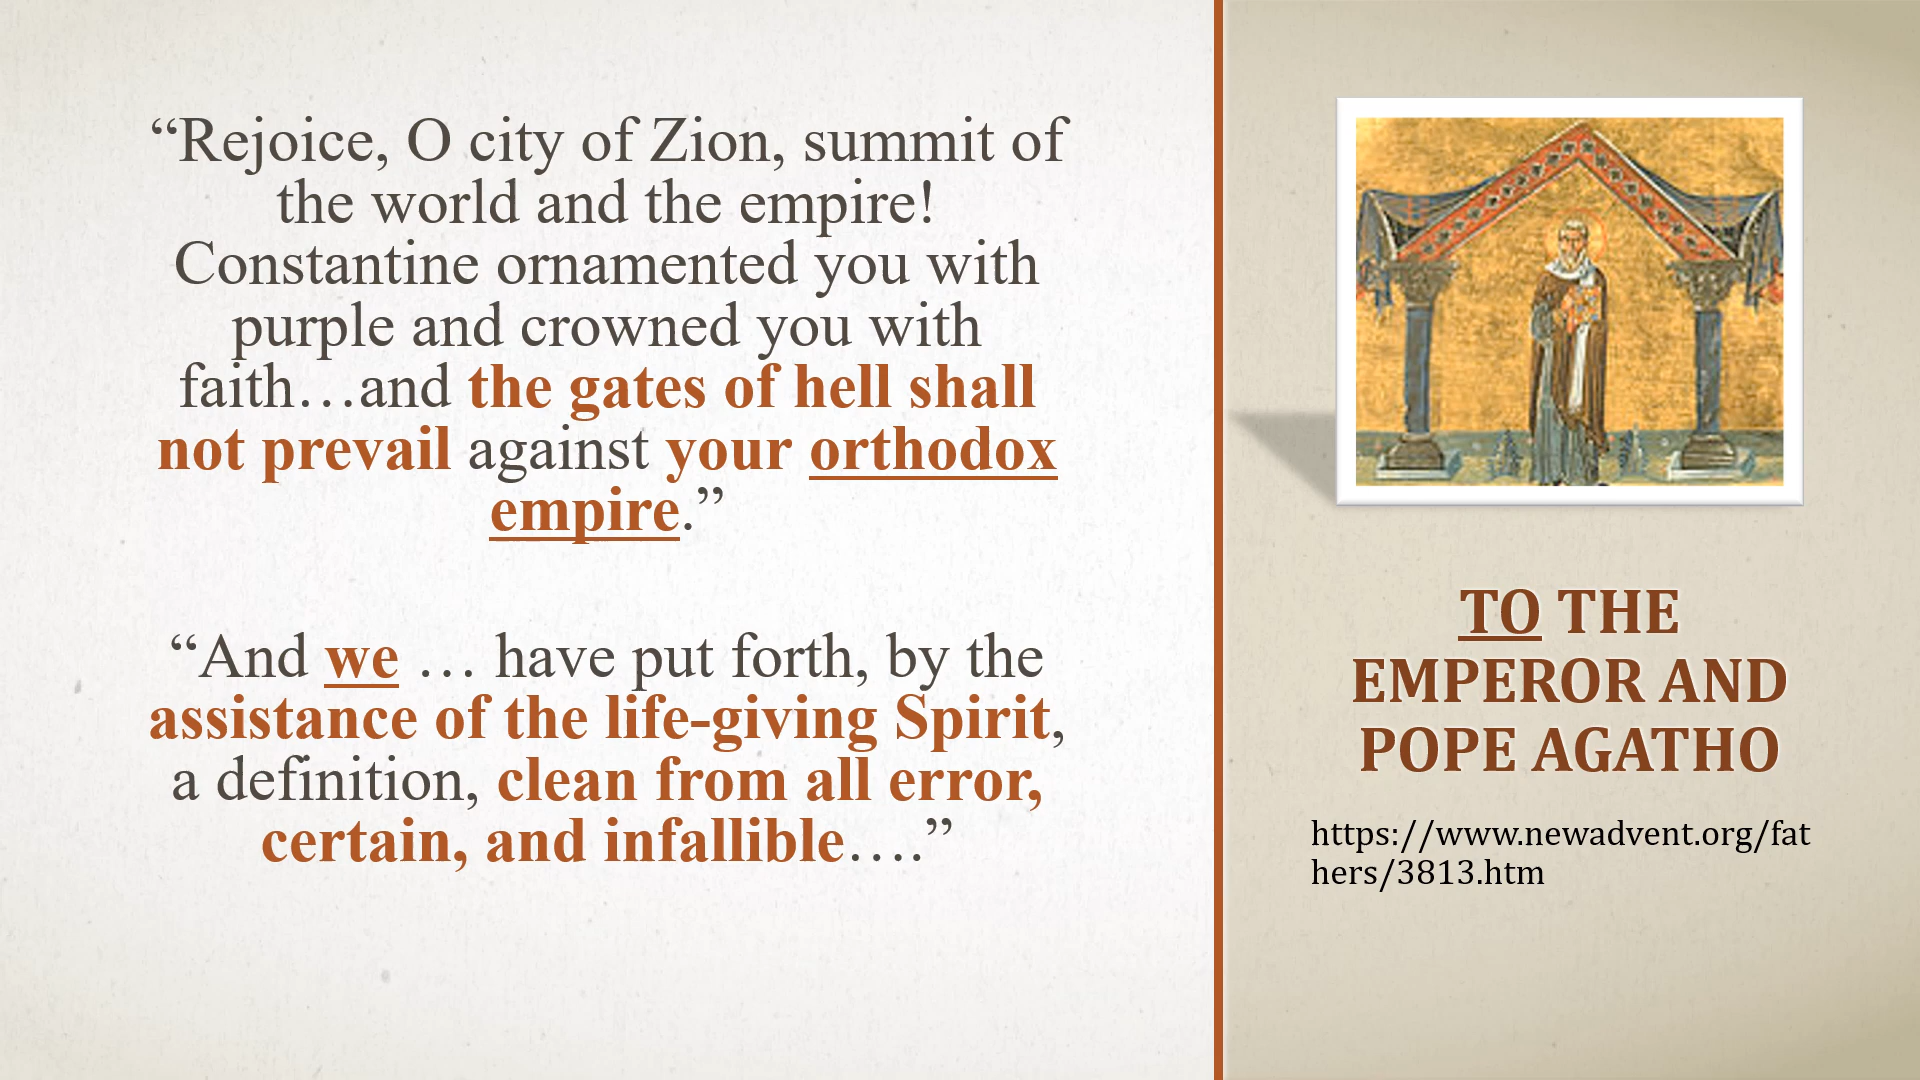 “Rejoice, O city of Zion, summit of
the world and the empire!
Constantine ornamented you with
purple and crowned you with
faith…and the gates of hell shall
not prevail against your orthodox
empire.”
“And we … have put forth, by the
assistance of the life-giving Spirit,
a definition, clean from all error,
certain, and infallible….”
TO THE
EMPEROR AND
POPE AGATHO
https://www.newadvent.org/fat
hers/3813.htm